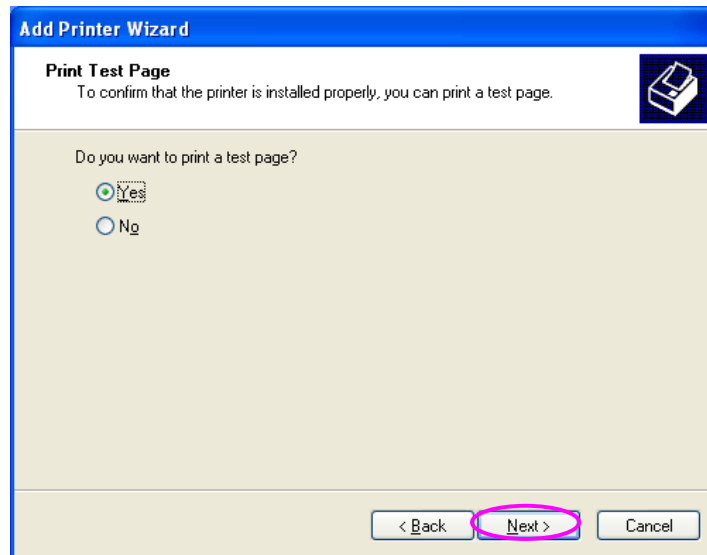 Add Printer Wizard
Print Test Page
To confirm that the printer is installed properly, you can print a test page.
Do you want to print a test page?
Yes
No
< Back
Next >
Cancel